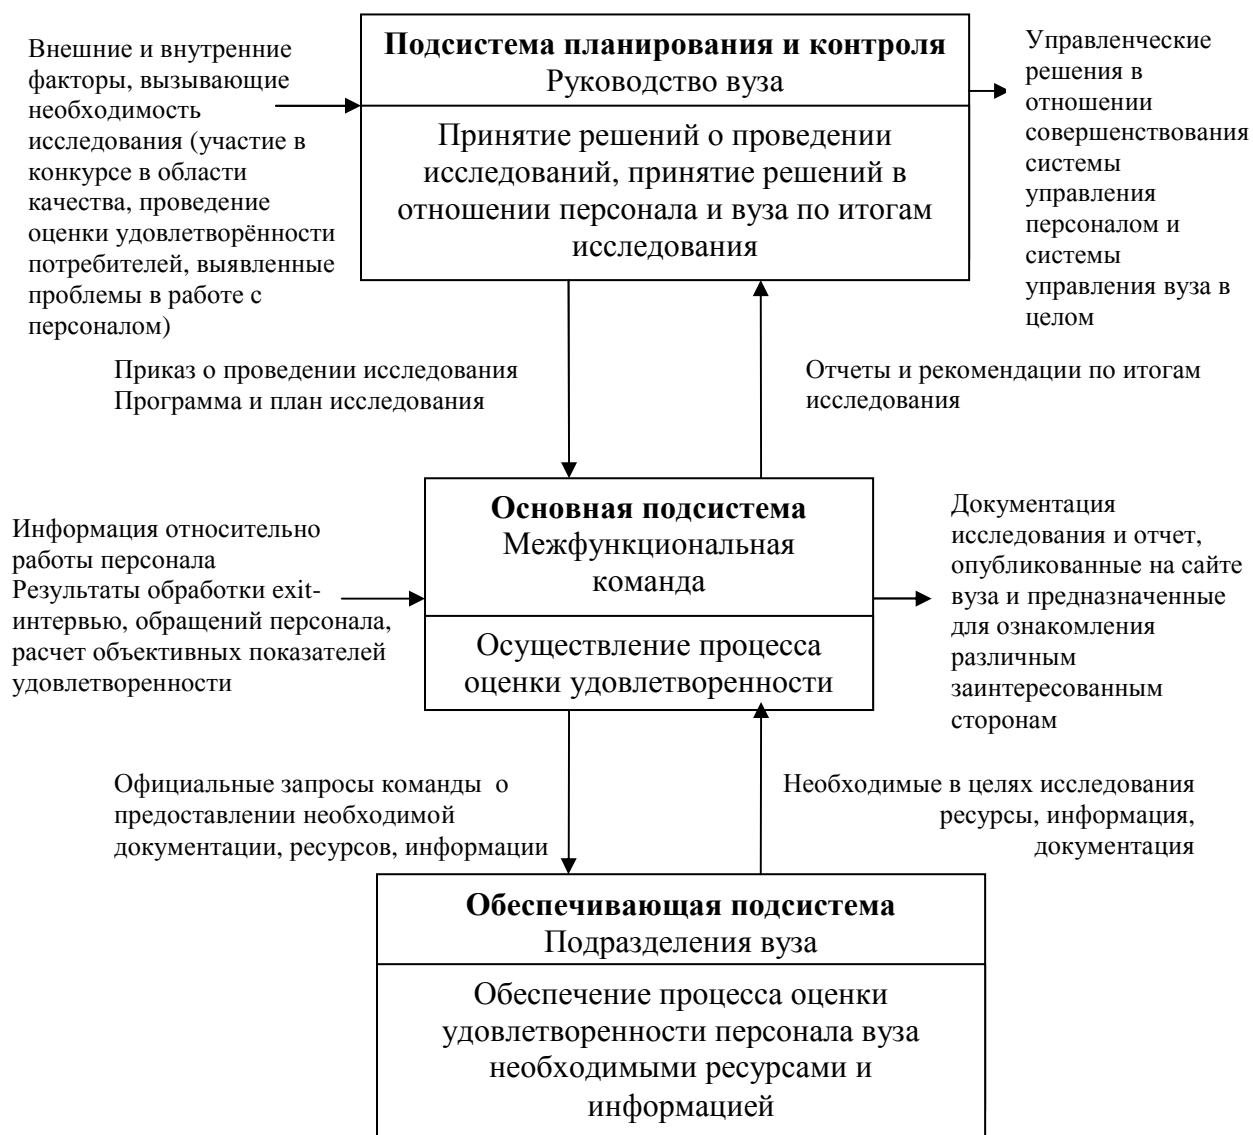 Внешние и внутренние
факторы, вызывающие
необходимость
исследования (участие в
конкурсе в области
качества, проведение
оценки удовлетворённости
потребителей, выявленные
проблемы в работе с
персоналом)
Подсистема планирования и контроля
Руководство вуза
Принятие решений о проведении
исследований, принятие решений в
отношении персонала и вуза по итогам
исследования
Управленческие
решения в
отношении
совершенствования
системы
управления
персоналом и
системы
управления вуза в
целом
Приказ о проведении исследования
Программа и план исследования
Отчеты и рекомендации по итогам
исследования
Информация относительно
работы персонала
Результаты обработки exit-
интервью, обращений персонала,
расчет объективных показателей
удовлетворенности
Основная подсистема
Межфункциональная
команда
Осуществление процесса
оценки удовлетворенности
Документация
исследования и отчет,
опубликованные на сайте
вуза и предназначенные
для ознакомления
различным
заинтересованным
сторонам
Официальные запросы команды о
предоставлении необходимой
документации, ресурсов, информации
Необходимые в целях исследования
ресурсы, информация,
документация
Обеспечивающая подсистема
Подразделения вуза
Обеспечение процесса оценки
удовлетворенности персонала вуза
необходимыми ресурсами и
информацией